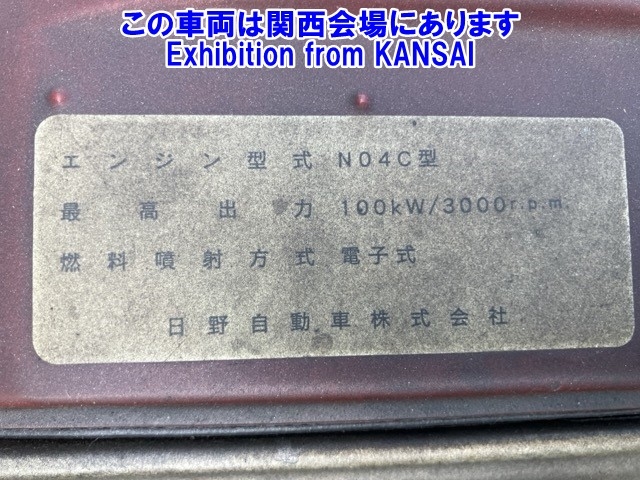 この車両は関西会場にあります
Exhibition from KANSAI
エンジン型式 N04C型
最高出力 100kW/3000r.p.m.
燃料噴射方式 電子式
日野自動車株式会社